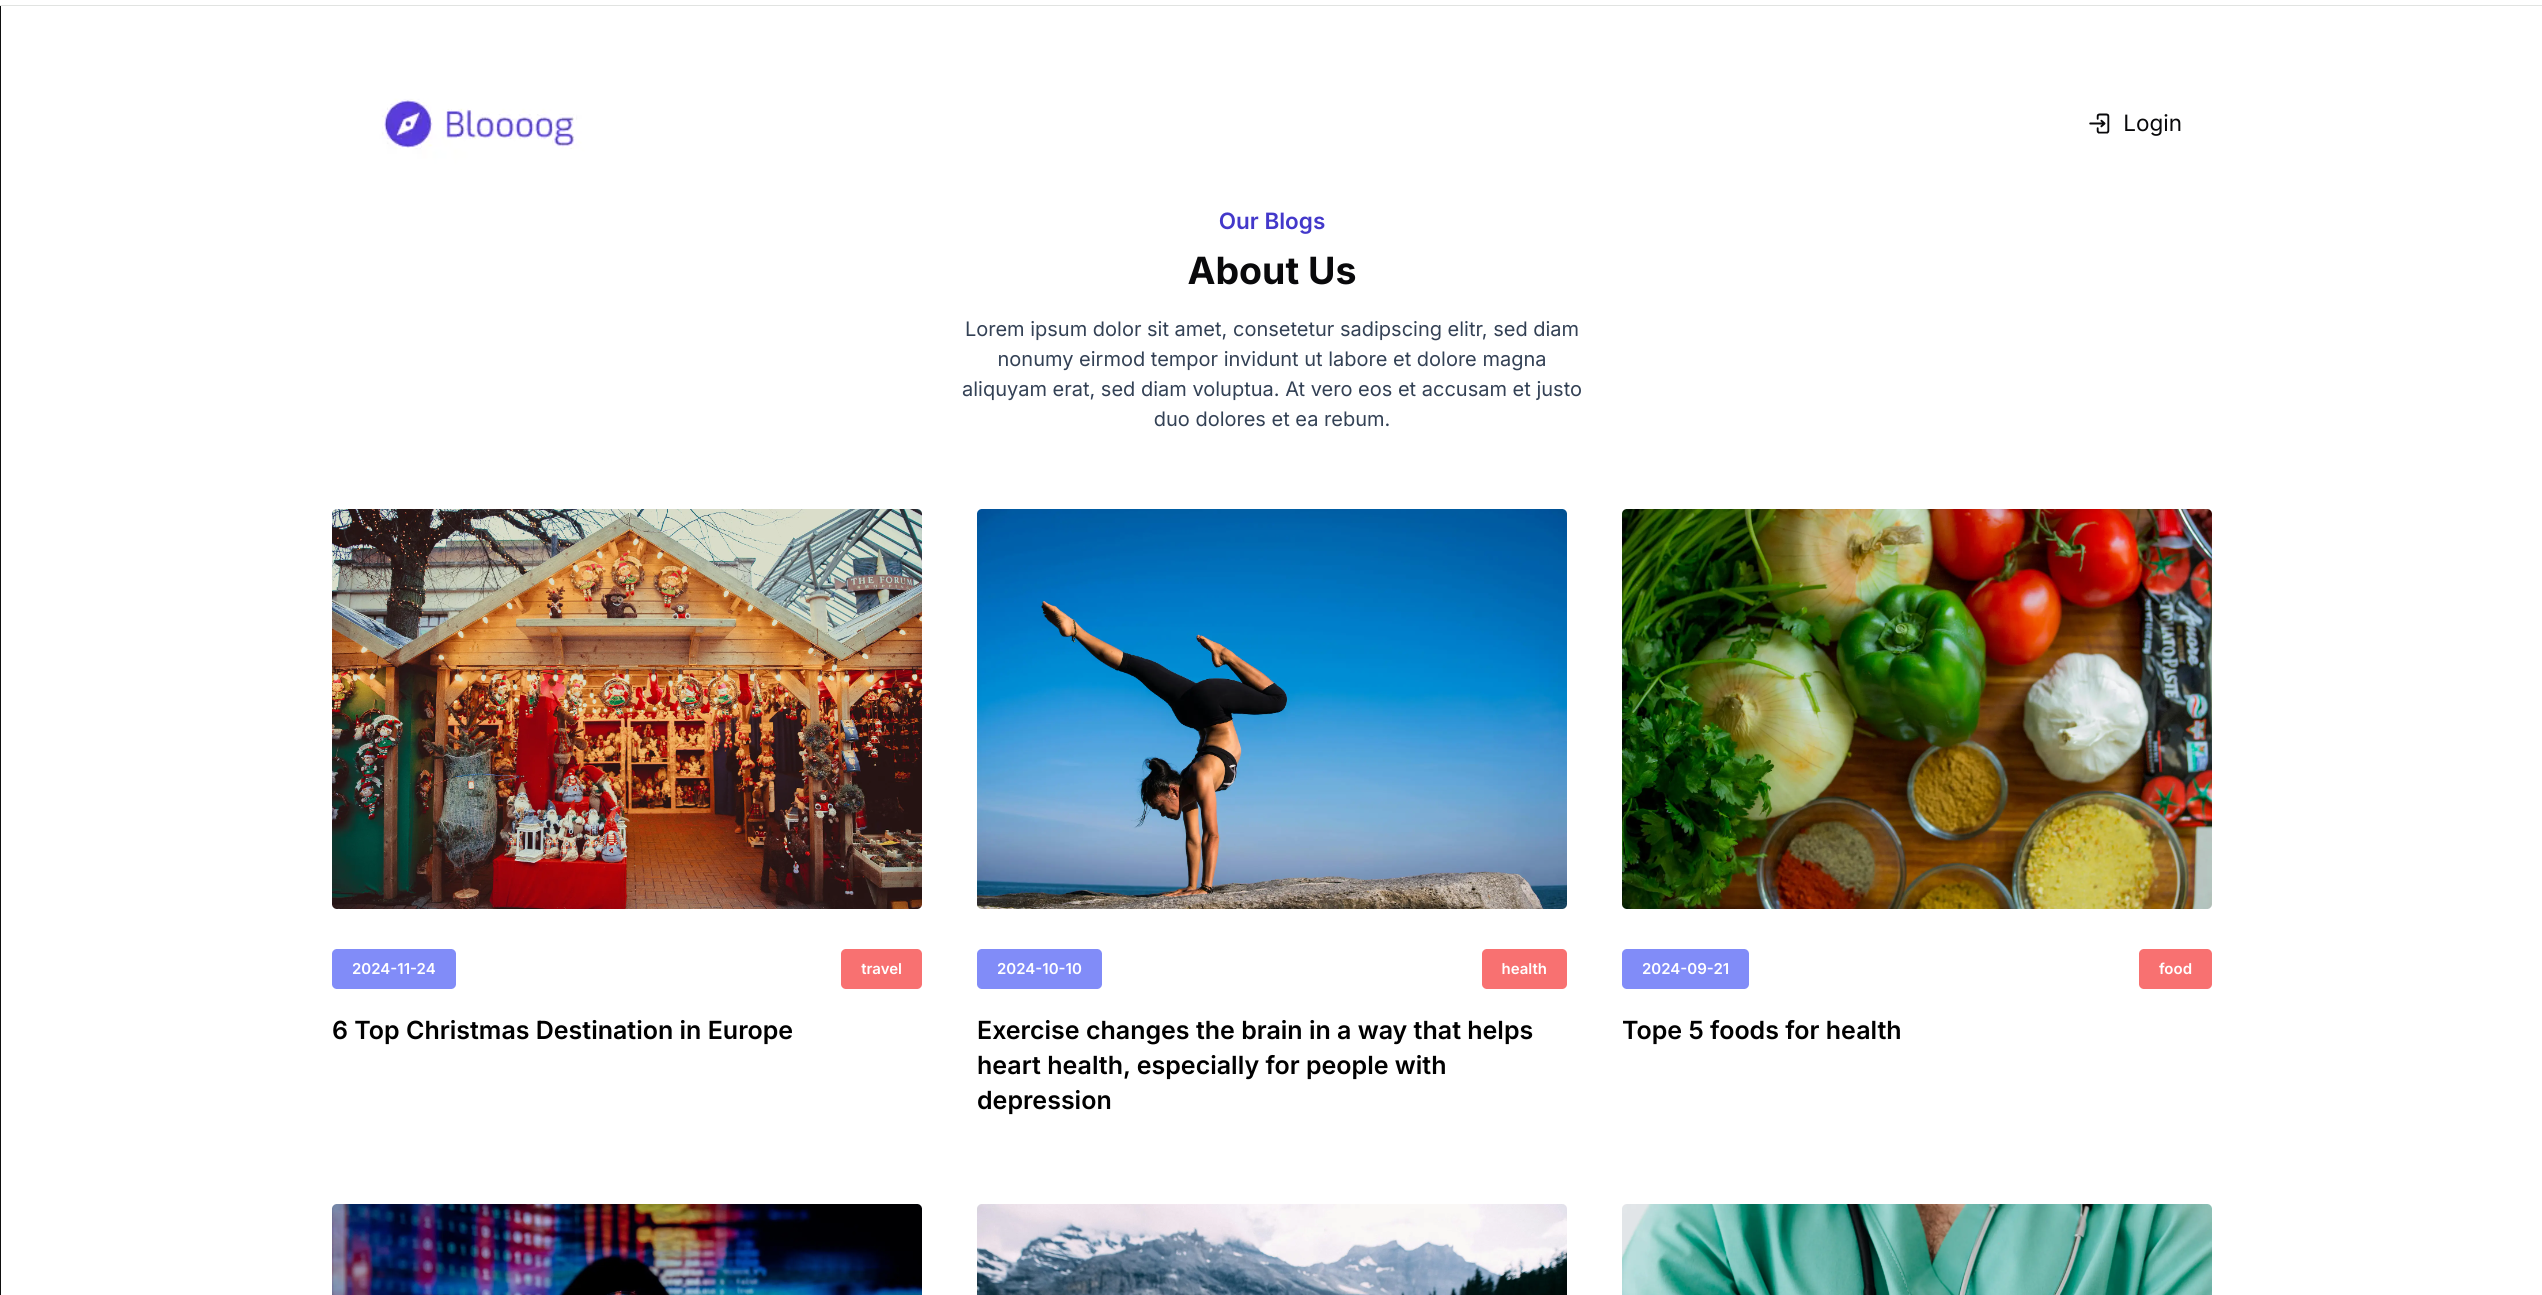 Bloooog
Login
Our Blogs
About Us
Lorem ipsum dolor sit amet, consetetur sadipscing elitr, sed diam
nonumy eirmod tempor invidunt ut labore et dolore magna
aliquyam erat, sed diam voluptua. At vero eos et accusam et justo
duo dolores et ea rebum.
THE FORUM
2024-11-24
travel
6 Top Christmas Destination in Europe
2024-10-10
health
Exercise changes the brain in a way that helps
heart health, especially for people with
depression
2024-09-21
food
Tope 5 foods for health